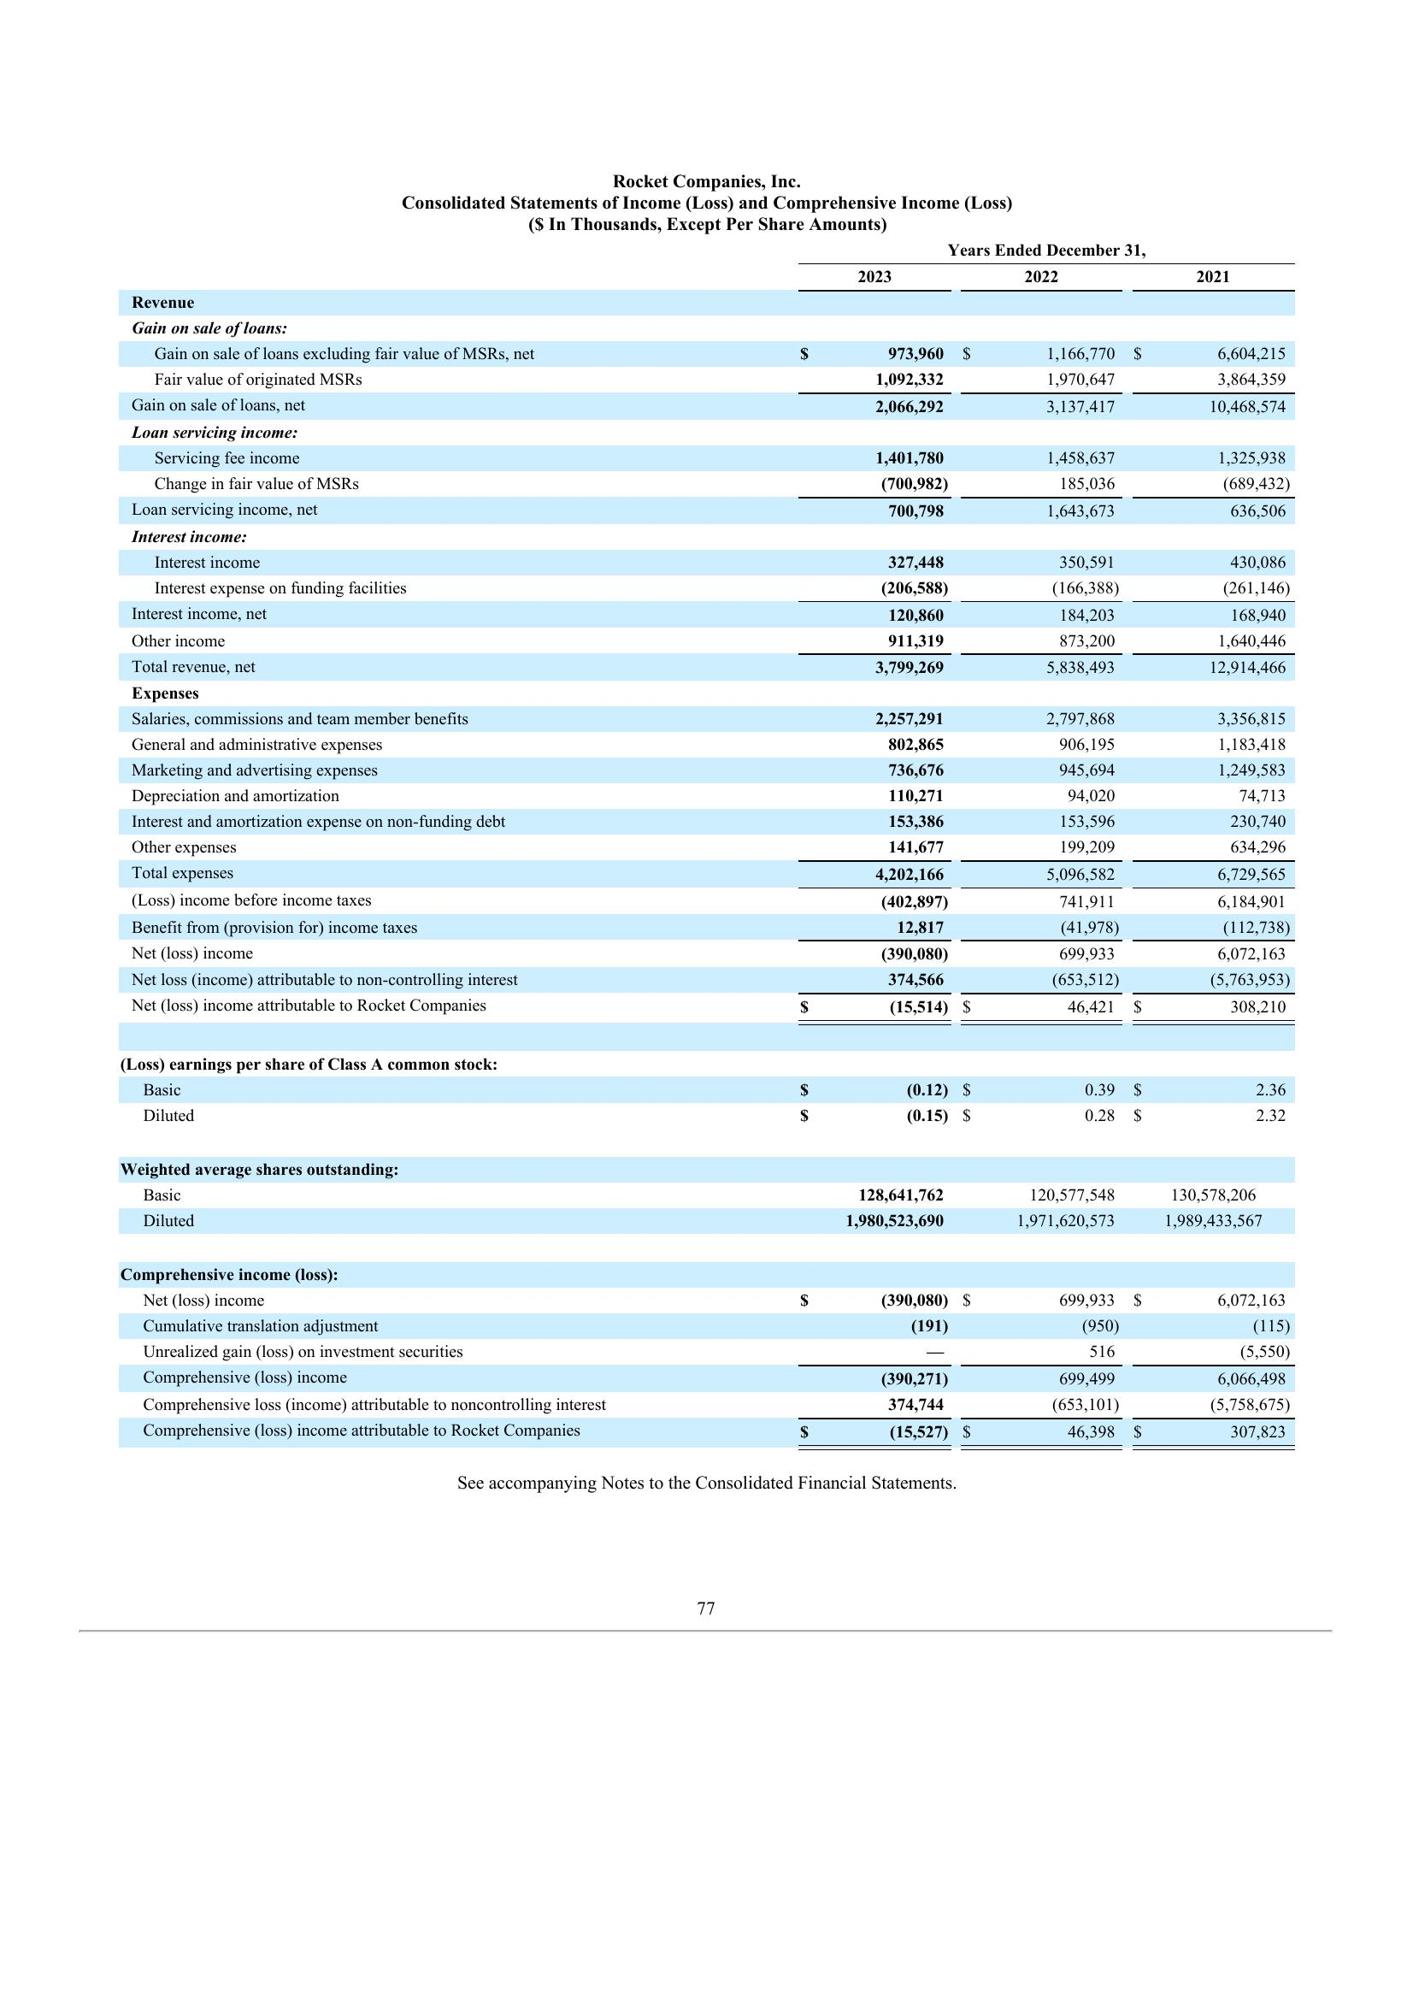 Rocket Companies, Inc.
Consolidated Statements of Income (Loss) and Comprehensive Income (Loss)
($ In Thousands, Except Per Share Amounts)
Years Ended December 31,
2023 2022 2021
Revenue
Gain on sale of loans:
Gain on sale of loans excluding fair value of MSRs, net $ 973,960 $ 1,166,770 $ 6,604,215
Fair value of originated MSRs 1,092,332 1,970,647 3,864,359
Gain on sale of loans, net 2,066,292 3,137,417 10,468,574
Loan servicing income:
Servicing fee income 1,401,780 1,458,637 1,325,938
Change in fair value of MSRs (700,982) 185,036 (689,432)
Loan servicing income, net 700,798 1,643,673 636,506
Interest income:
Interest income 327,448 350,591 430,086
Interest expense on funding facilities (206,588) (166,388) (261,146)
Interest income, net 120,860 184,203 168,940
Other income 911,319 873,200 1,640,446
Total revenue, net 3,799,269 5,838,493 12,914,466
Expenses
Salaries, commissions and team member benefits 2,257,291 2,797,868 3,356,815
General and administrative expenses 802,865 906,195 1,183,418
Marketing and advertising expenses 736,676 945,694 1,249,583
Depreciation and amortization 110,271 94,020 74,713
Interest and amortization expense on non-funding debt 153,386 153,596 230,740
Other expenses 141,677 199,209 634,296
Total expenses 4,202,166 5,096,582 6,729,565
(Loss) income before income taxes (402,897) 741,911 6,184,901
Benefit from (provision for) income taxes 12,817 (41,978) (112,738)
Net (loss) income (390,080) 699,933 6,072,163
Net loss (income) attributable to non-controlling interest 374,566 (653,512) (5,763,953)
Net (loss) income attributable to Rocket Companies $ (15,514) $ 46,421 $ 308,210
(Loss) earnings per share of Class A common stock:
Basic $ (0.12) $ 0.39 $ 2.36
Diluted $ (0.15) $ 0.28 $ 2.32
Weighted average shares outstanding:
Basic 128,641,762 120,577,548 130,578,206
Diluted 1,980,523,690 1,971,620,573 1,989,433,567
Comprehensive income (loss):
Net (loss) income $ (390,080) $ 699,933 $ 6,072,163
Cumulative translation adjustment (191) (950) (115)
Unrealized gain (loss) on investment securities — 516 (5,550)
Comprehensive (loss) income (390,271) 699,499 6,066,498
Comprehensive loss (income) attributable to noncontrolling interest 374,744 (653,101) (5,758,675)
Comprehensive (loss) income attributable to Rocket Companies $ (15,527) $ 46,398 $ 307,823
See accompanying Notes to the Consolidated Financial Statements.
77